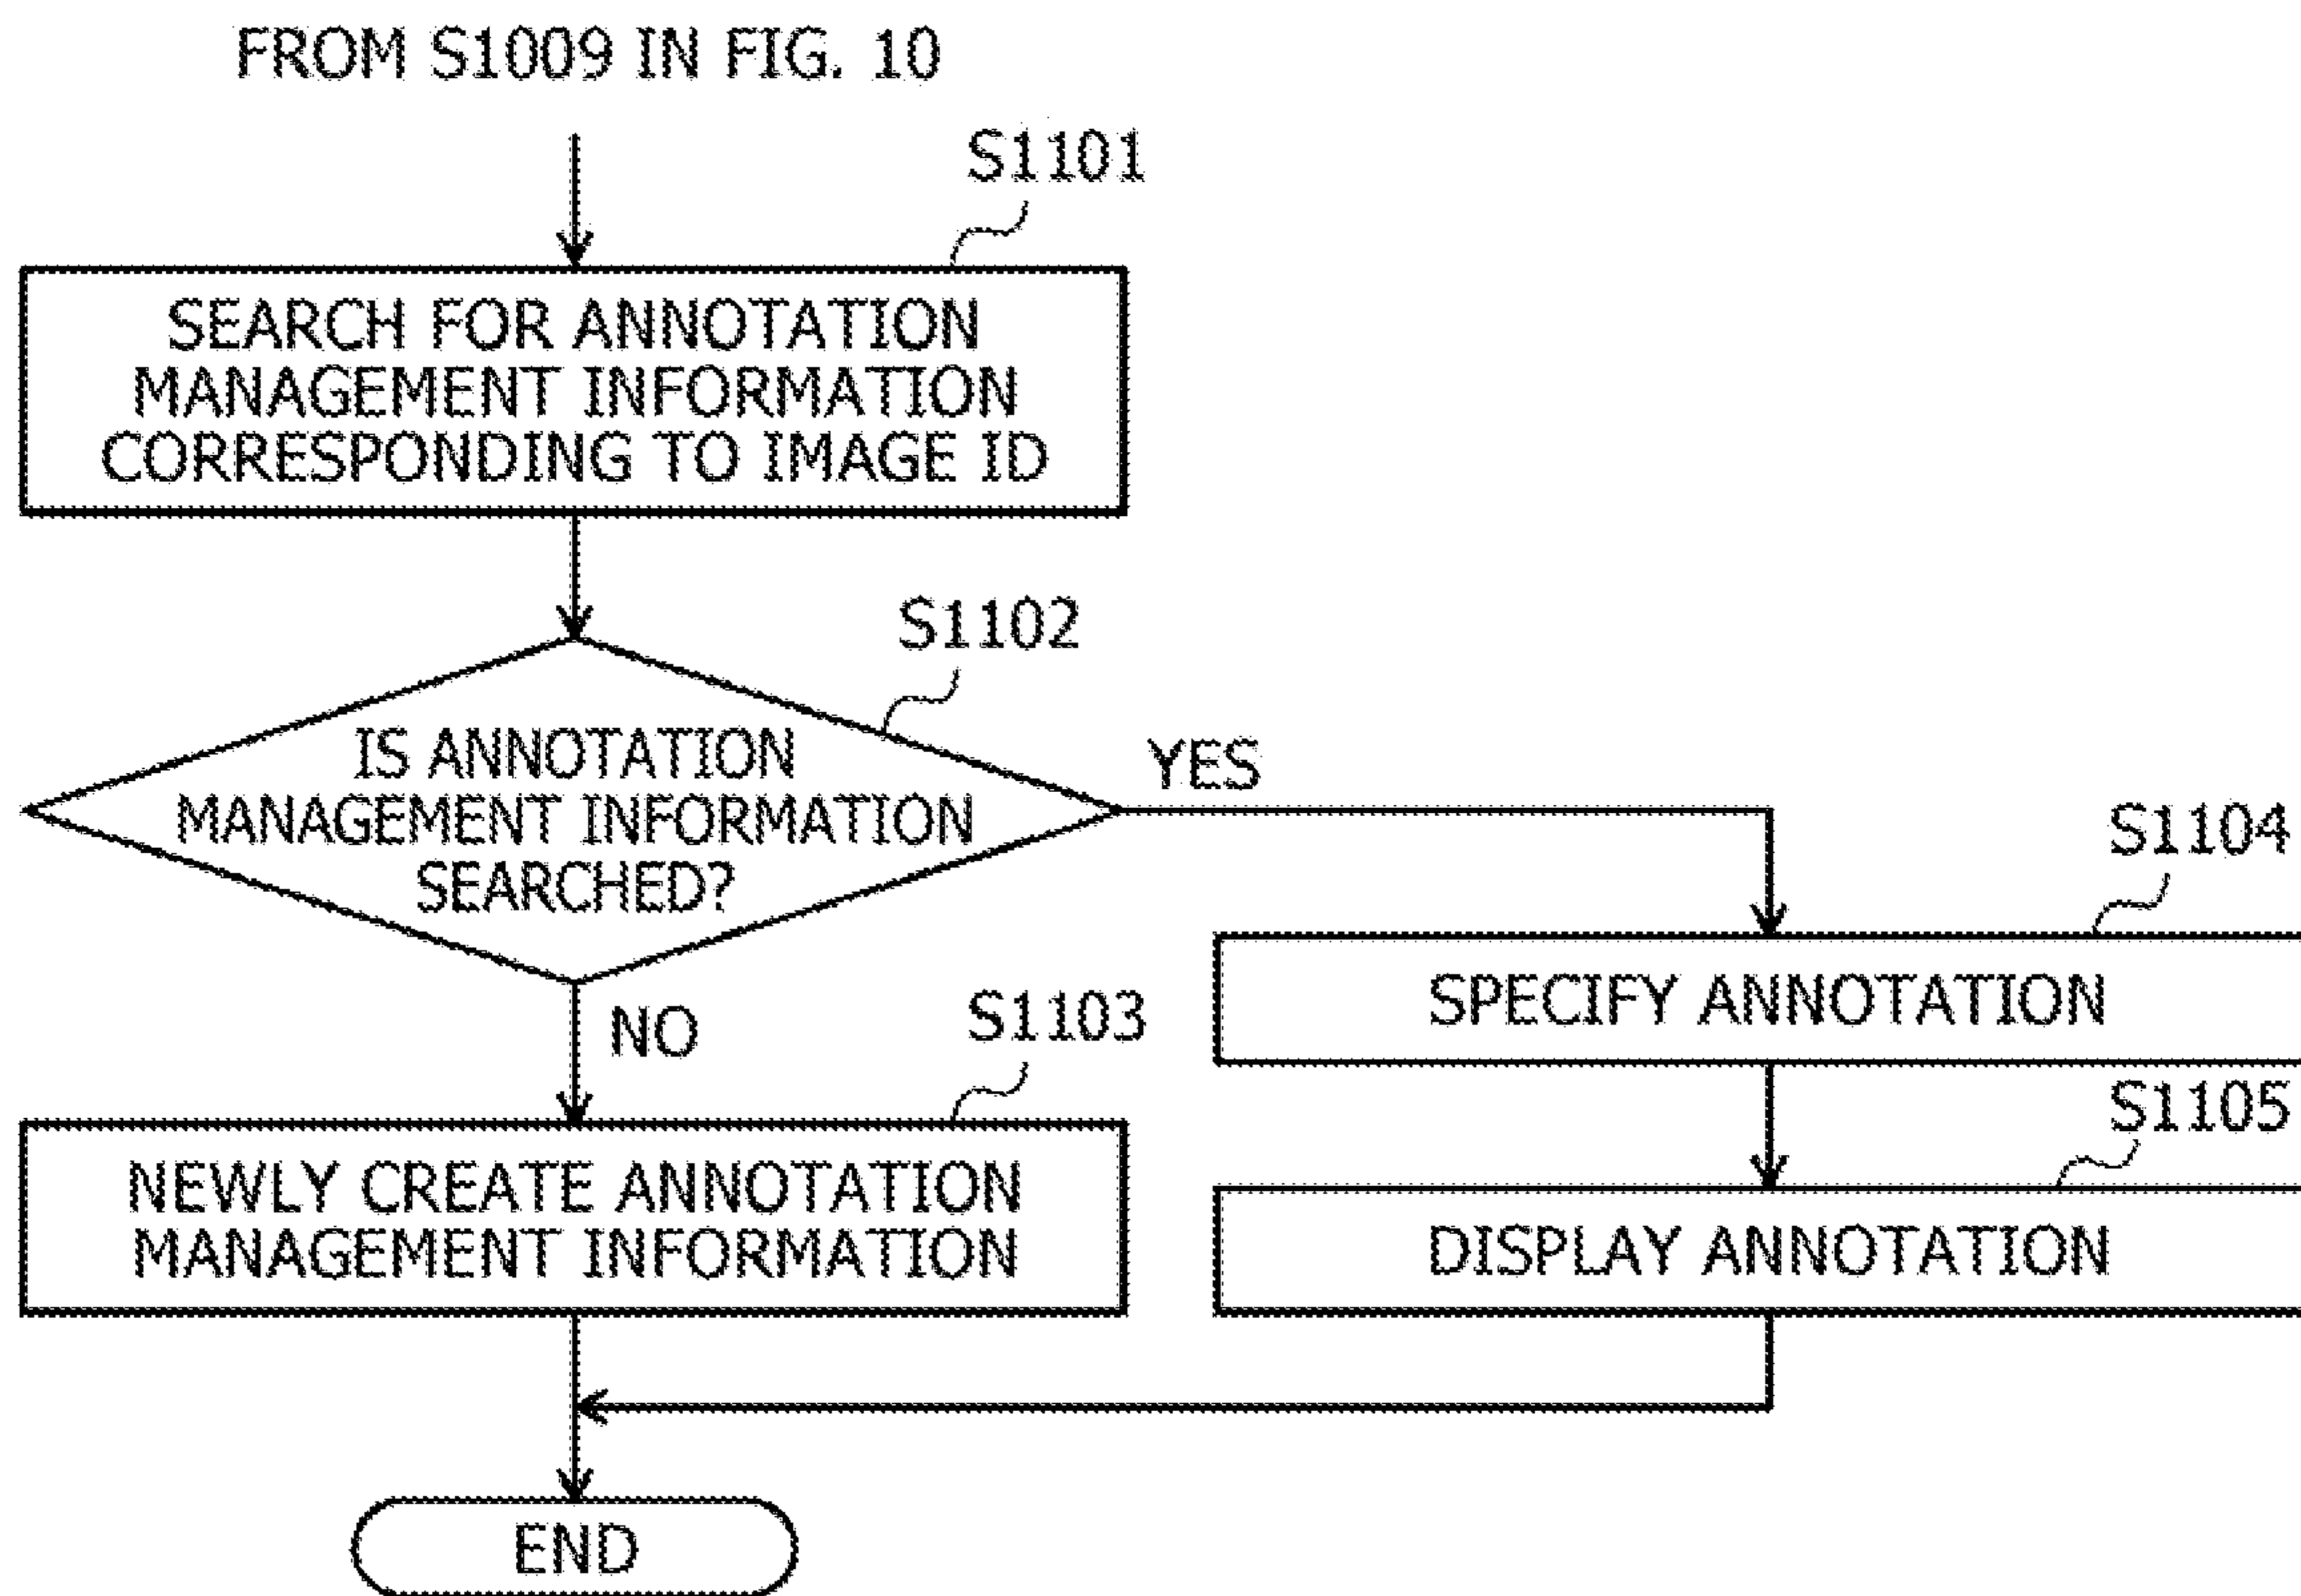 FROM S1009 IN FIG. 10
S1101
SEARCH FOR ANNOTATION
MANAGEMENT INFORMATION
CORRESPONDING TO IMAGE ID
S1102
IS ANNOTATION
MANAGEMENT INFORMATION
SEARCHED?
YES
NO
S1103
NEWLY CREATE ANNOTATION
MANAGEMENT INFORMATION
S1104
SPECIFY ANNOTATION
S1105
DISPLAY ANNOTATION
END